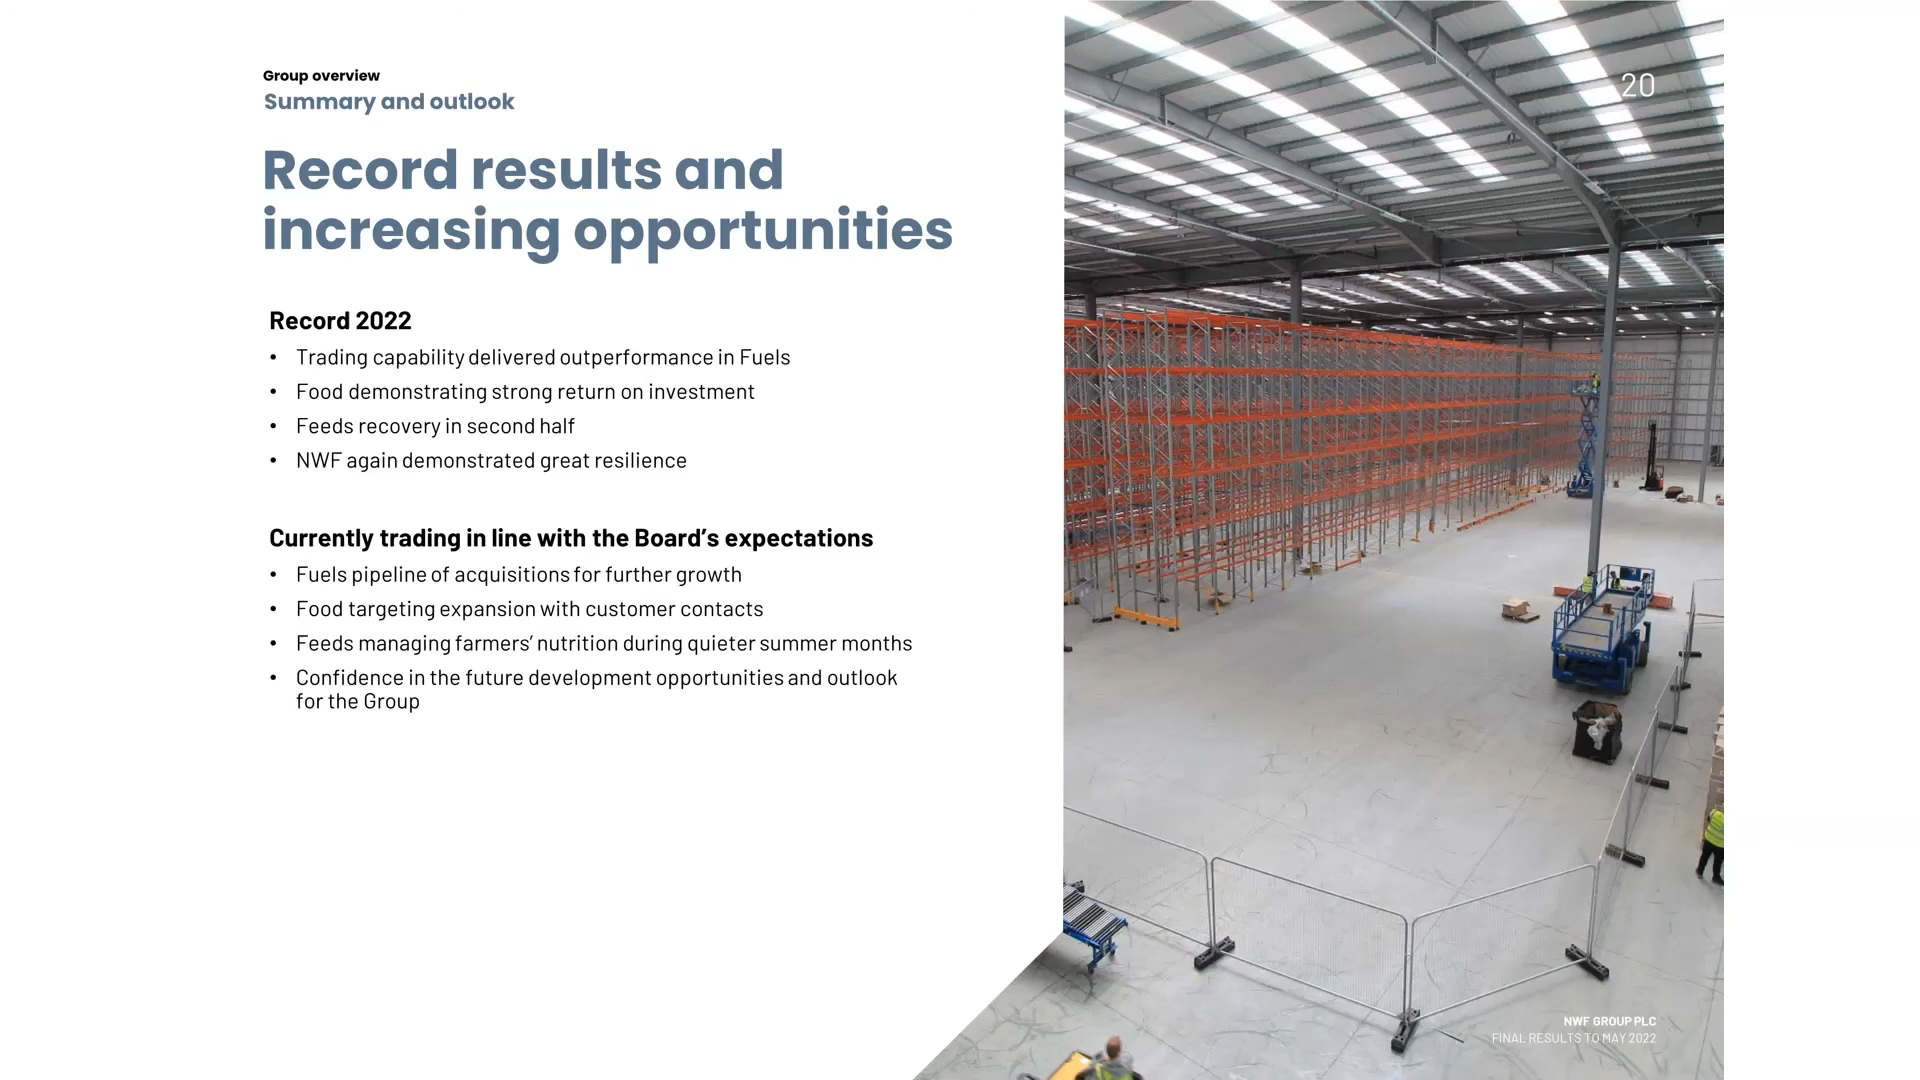 Group overview
Summary and outlook
20
Record results and
increasing opportunities
Record 2022
• Trading capability delivered outperformance in Fuels
• Food demonstrating strong return on investment
• Feeds recovery in second half
• NWF again demonstrated great resilience
Currently trading in line with the Board’s expectations
• Fuels pipeline of acquisitions for further growth
• Food targeting expansion with customer contacts
• Feeds managing farmers’ nutrition during quieter summer months
• Confidence in the future development opportunities and outlook
for the Group
NWF GROUP PLC
FINAL RESULTS TO MAY 2022